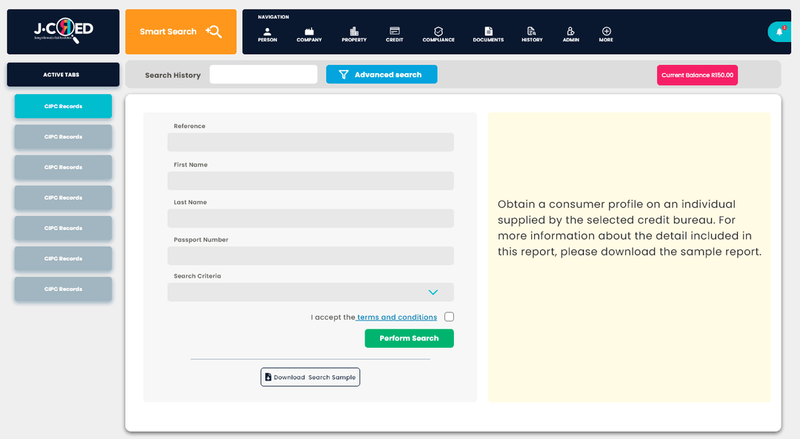 J-CRED
Smart Search
NAVIGATION
PERSON
COMPANY
PROPERTY
CREDIT
COMPLIANCE
DOCUMENTS
HISTORY
ADMIN
MORE
ACTIVE TABS
Search History
Advanced search
Current Balance R150.00
CIPC Records
CIPC Records
CIPC Records
CIPC Records
CIPC Records
CIPC Records
CIPC Records
Reference
First Name
Last Name
Passport Number
Search Criteria
I accept the terms and conditions
Perform Search
Download Search Sample
Obtain a consumer profile on an individual
supplied by the selected credit bureau. For
more information about the detail included in
this report, please download the sample report.